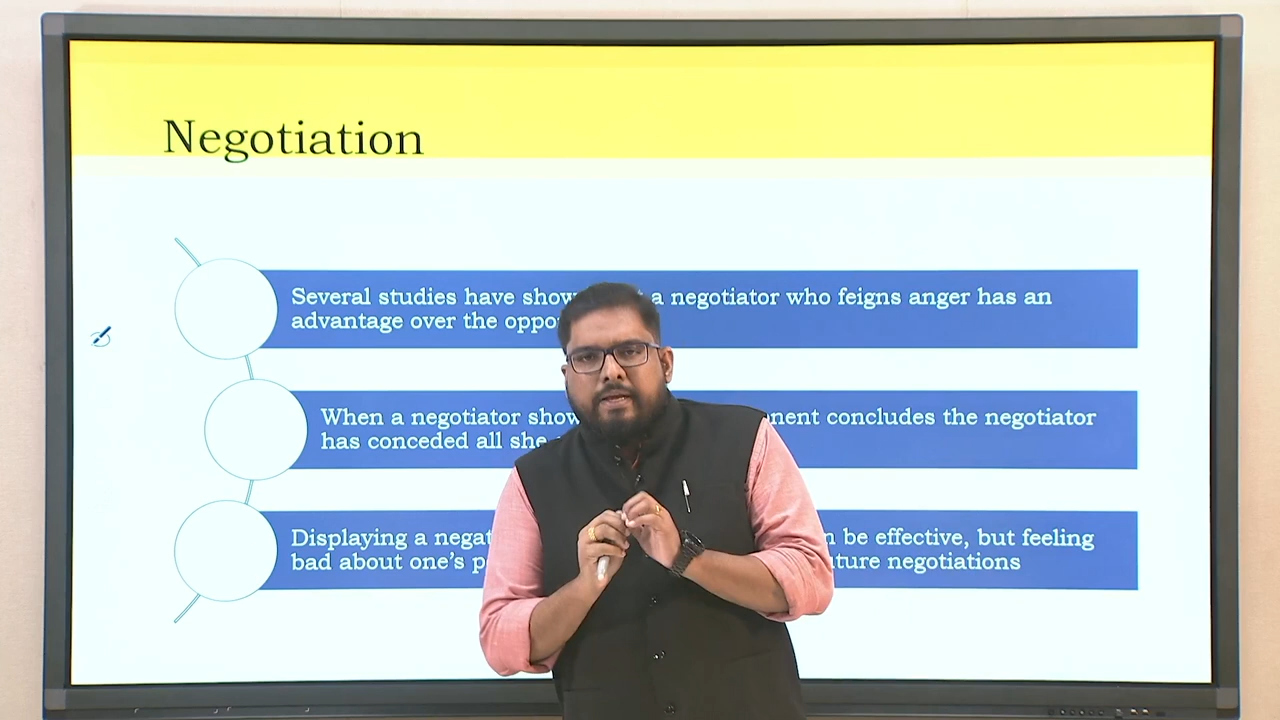 Negotiation
Several studies have show a negotiator who feigns anger has an
advantage over the oppo
When a negotiator show nent concludes the negotiator
has conceded all she
Displaying a negat n be effective, but feeling
bad about one's p ture negotiations